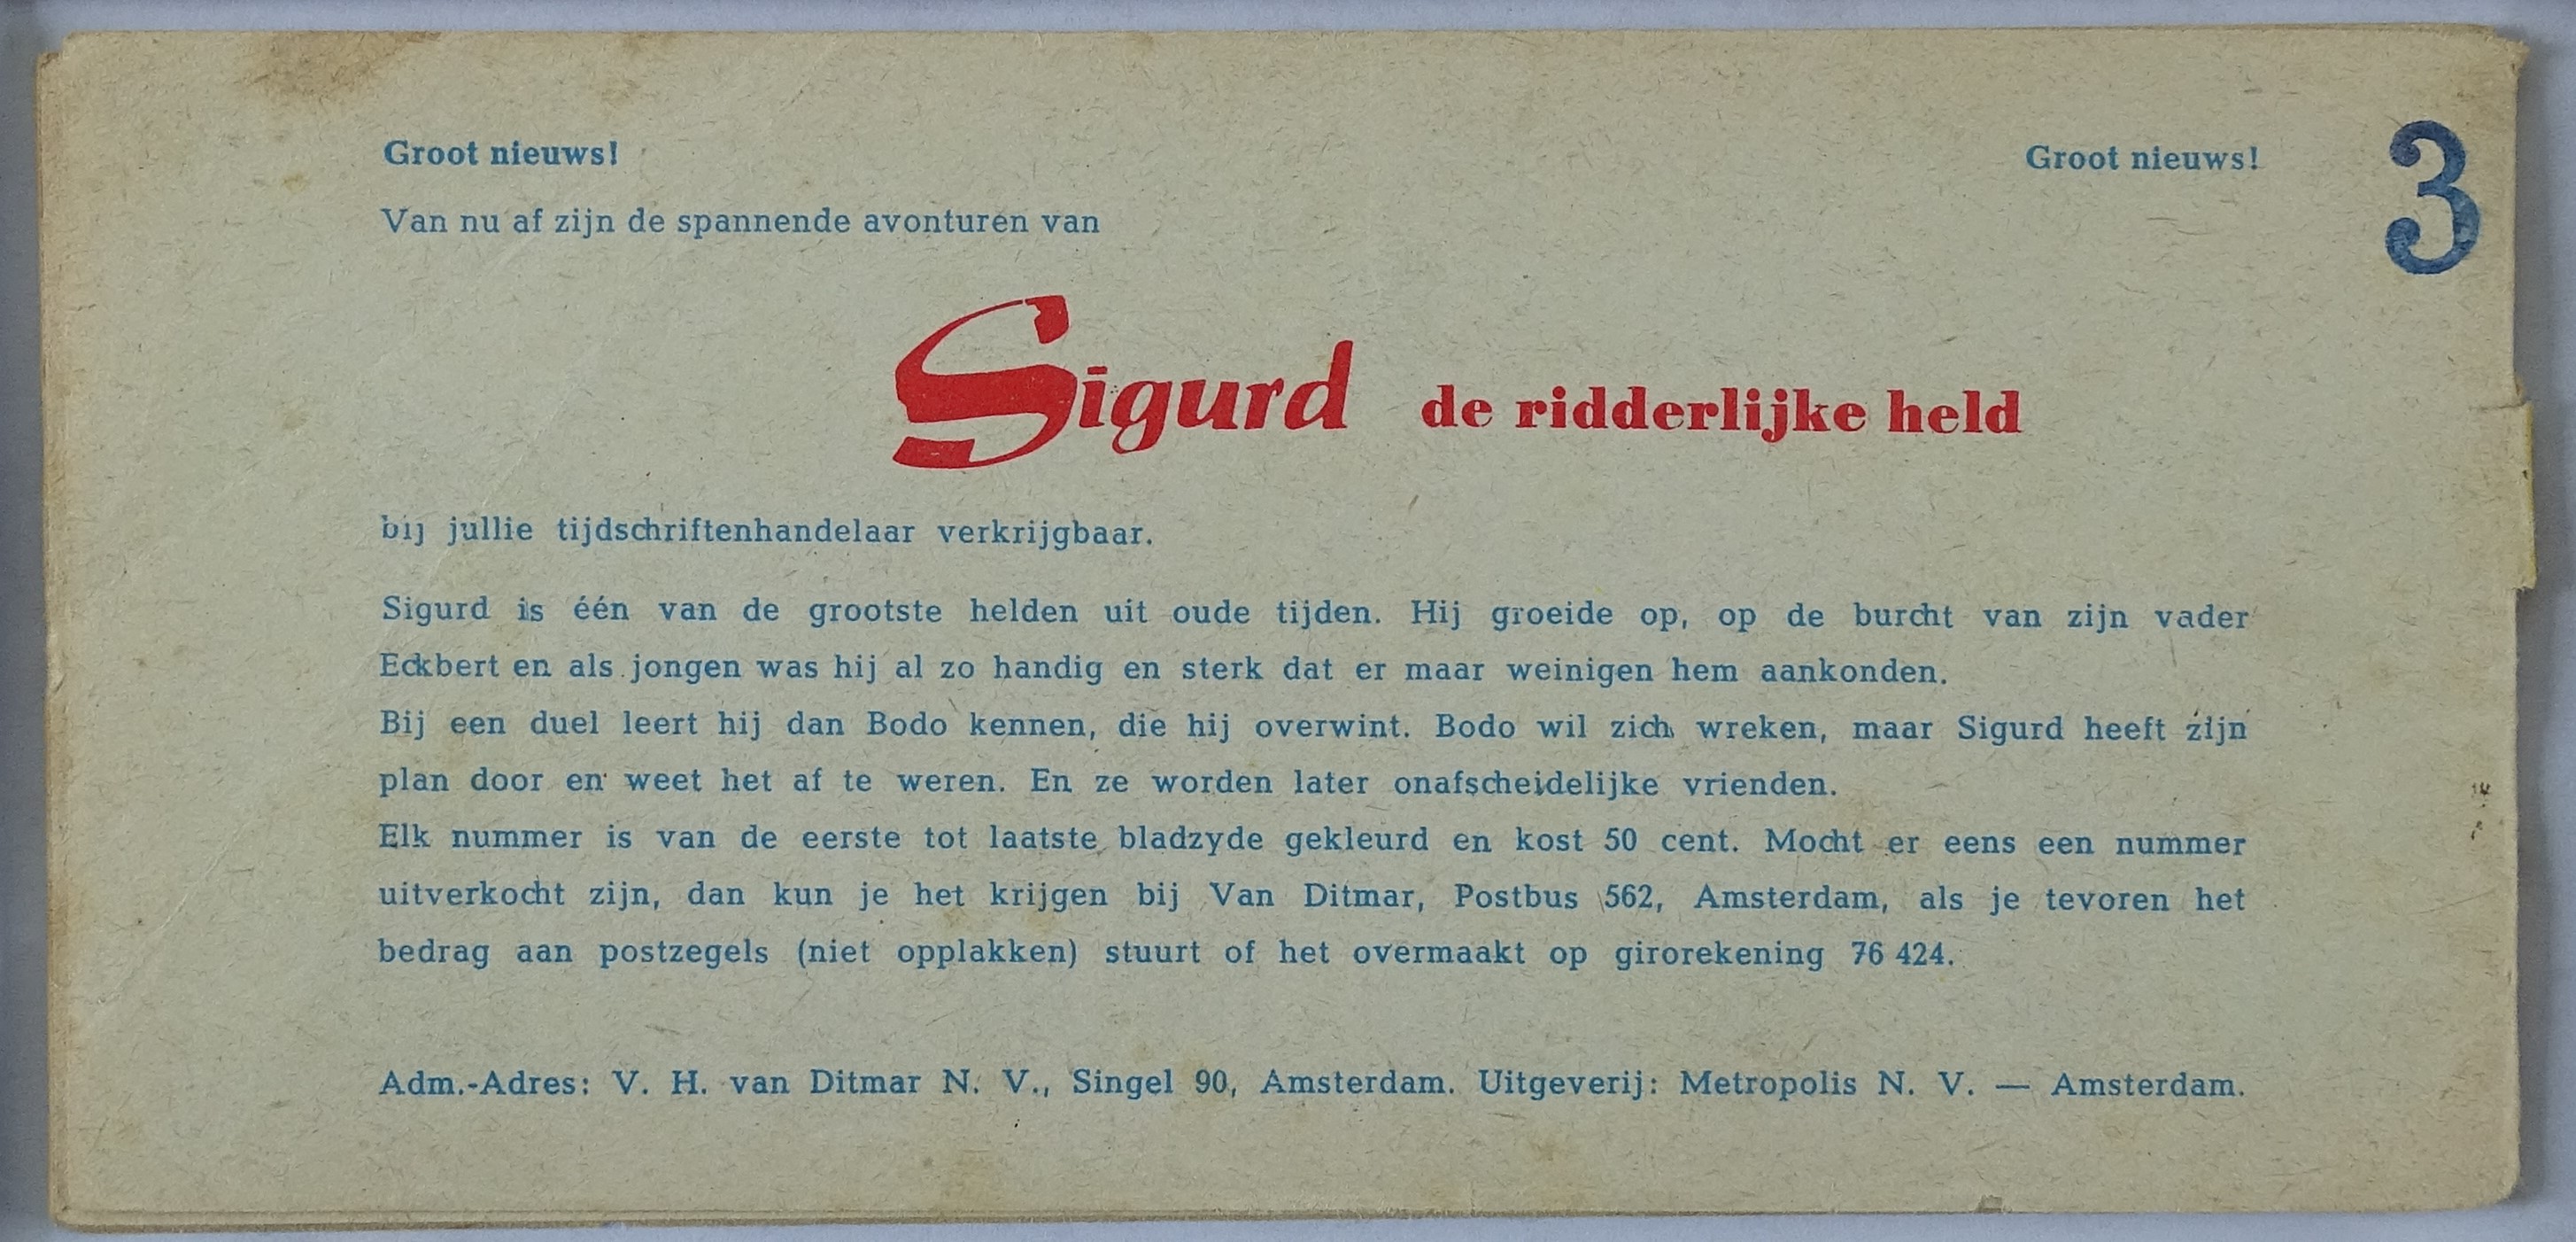 Groot nieuws! Groot nieuws! 3
Van nu af zijn de spannende avonturen van
Sigurd de ridderlijke held
bij jullie tijdschriftenhandelaar verkrijgbaar.
Sigurd is één van de grootste helden uit oude tijden. Hij groeide op, op de burcht van zijn vader
Eckbert en als jongen was hij al zo handig en sterk dat er maar weinigen hem aankonden.
Bij een duel leert hij dan Bodo kennen, die hij overwint. Bodo wil zich wreken, maar Sigurd heeft zijn
plan door en weet het af te weren. En ze worden later onafscheidelijke vrienden.
Elk nummer is van de eerste tot laatste bladzyde gekleurd en kost 50 cent. Mocht er eens een nummer
uitverkocht zijn, dan kun je het krijgen bij Van Ditmar, Postbus 562, Amsterdam, als je tevoren het
bedrag aan postzegels (niet opplakken) stuurt of het overmaakt op girorekening 76 424.
Adm.-Adres: V. H. van Ditmar N. V., Singel 90, Amsterdam. Uitgeverij: Metropolis N. V. — Amsterdam.